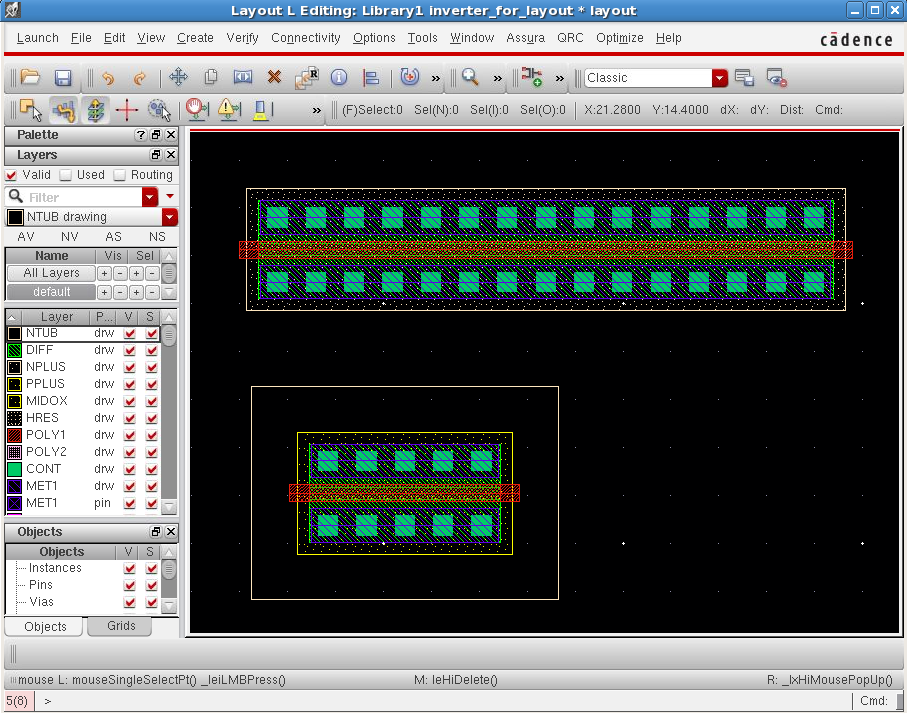 Layout L Editing: Library1 inverter_for_layout * layout
Launch File Edit View Create Verify Connectivity Options Tools Window Assura QRC Optimize Help
cādence
» » » Classic
» (F)Select:0 Sel(N):0 Sel(I):0 Sel(O):0 X:21.2800 Y:14.4000 dX: dY: Dist: Cmd:
Palette
Layers
Valid Used Routing
Filter
NTUB drawing
AV NV AS NS
Name Vis Sel
All Layers + - + -
default + - + -
Layer P... V S
NTUB drw
DIFF drw
NPLUS drw
PPLUS drw
MIDOX drw
HRES drw
POLY1 drw
POLY2 drw
CONT drw
MET1 drw
MET1 pin
Objects
Objects V S
Instances
Pins
Vias
Objects Grids
mouse L: mouseSingleSelectPt() _leiLMBPress() M: leHiDelete() R: _lxHiMousePopUp()
5(8) > Cmd: